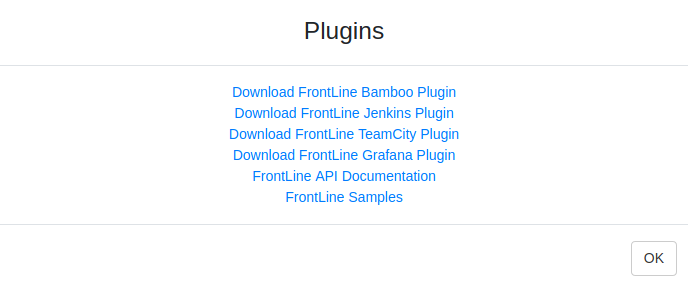 Plugins
Download FrontLine Bamboo Plugin
Download FrontLine Jenkins Plugin
Download FrontLine TeamCity Plugin
Download FrontLine Grafana Plugin
FrontLine API Documentation
FrontLine Samples
OK